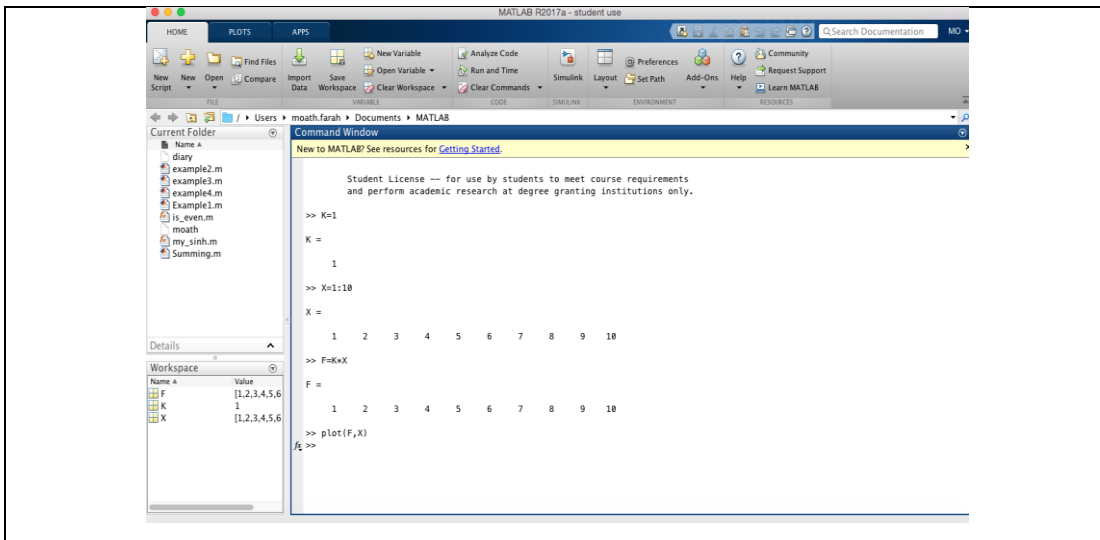 MATLAB R2017a - student use
HOME PLOTS APPS
Search Documentation MO
New Script
New
Open
Find Files
Compare
Import Data
Save Workspace
New Variable
Open Variable
Clear Workspace
Analyze Code
Run and Time
Clear Commands
Simulink
Layout
Preferences
Set Path
Add-Ons
Help
Community
Request Support
Learn MATLAB
FILE VARIABLE CODE SIMULINK ENVIRONMENT RESOURCES
/ Users moath.farah Documents MATLAB
Current Folder
Name
diary
example2.m
example3.m
example4.m
Example1.m
is_even.m
moath
my_sinh.m
Summing.m
Details
Workspace
Name Value
F [1,2,3,4,5,6
K 1
X [1,2,3,4,5,6
Command Window
New to MATLAB? See resources for Getting Started.
Student License -- for use by students to meet course requirements
and perform academic research at degree granting institutions only.
>> K=1
K =
1
>> X=1:10
X =
1 2 3 4 5 6 7 8 9 10
>> F=K*X
F =
1 2 3 4 5 6 7 8 9 10
>> plot(F,X)
fx >>